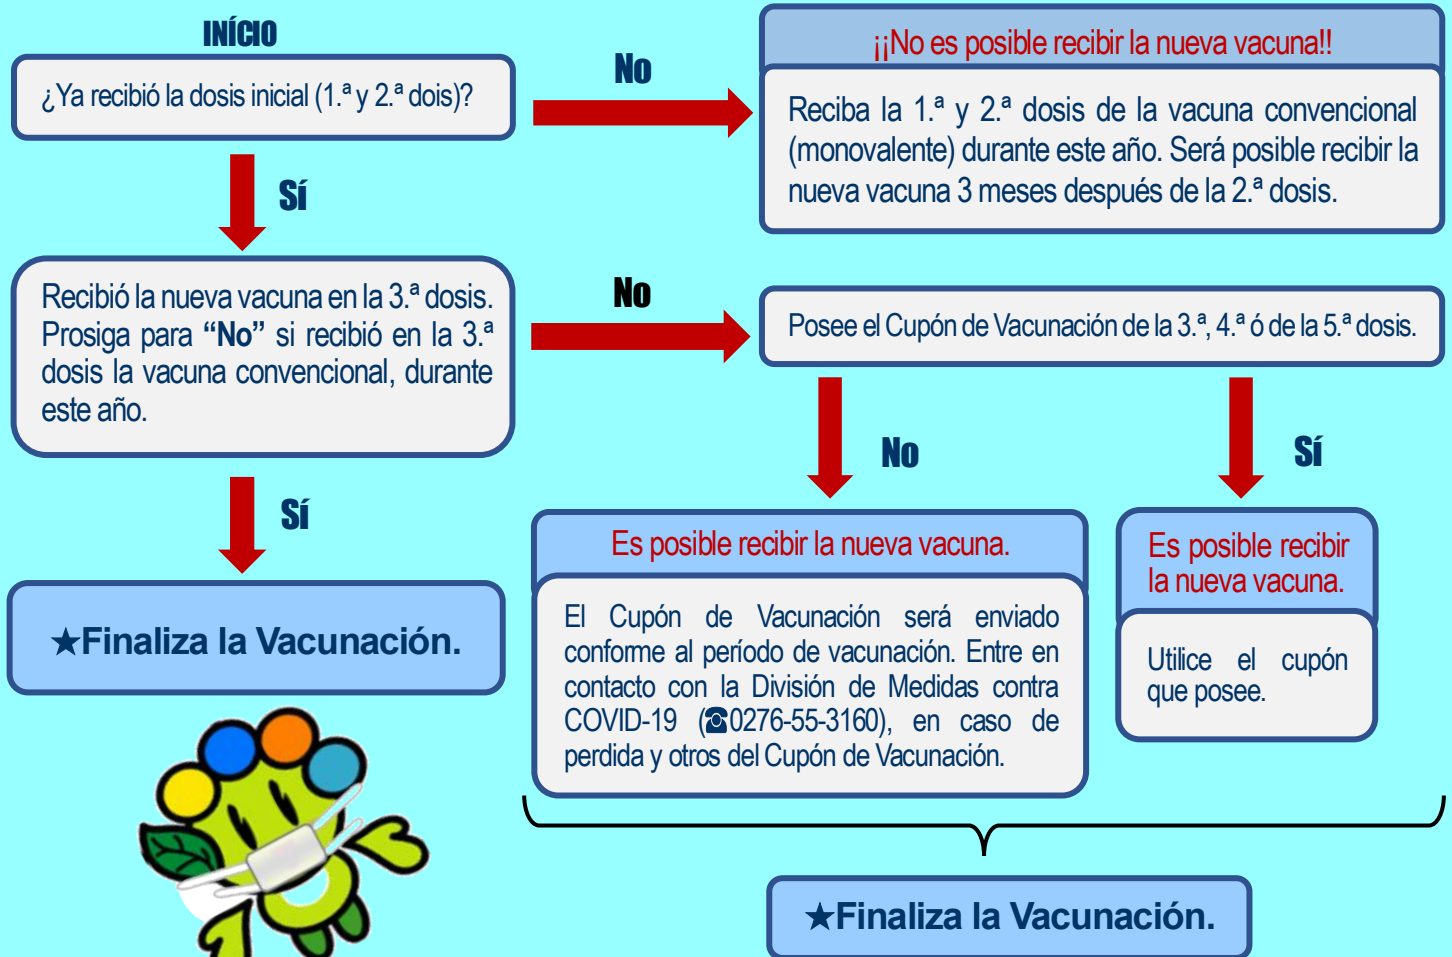 INÍCIO
¿Ya recibió la dosis inicial (1.ª y 2.ª dois)?
No
¡¡No es posible recibir la nueva vacuna!!
Reciba la 1.ª y 2.ª dosis de la vacuna convencional
(monovalente) durante este año. Será posible recibir la
nueva vacuna 3 meses después de la 2.ª dosis.
Sí
Recibió la nueva vacuna en la 3.ª dosis.
Prosiga para “No” si recibió en la 3.ª
dosis la vacuna convencional, durante
este año.
No
Posee el Cupón de Vacunación de la 3.ª, 4.ª ó de la 5.ª dosis.
No
Sí
Sí
★Finaliza la Vacunación.
Es posible recibir la nueva vacuna.
El Cupón de Vacunación será enviado
conforme al período de vacunación. Entre en
contacto con la División de Medidas contra
COVID-19 (☎0276-55-3160), en caso de
perdida y otros del Cupón de Vacunación.
Es posible recibir
la nueva vacuna.
Utilice el cupón
que posee.
★Finaliza la Vacunación.